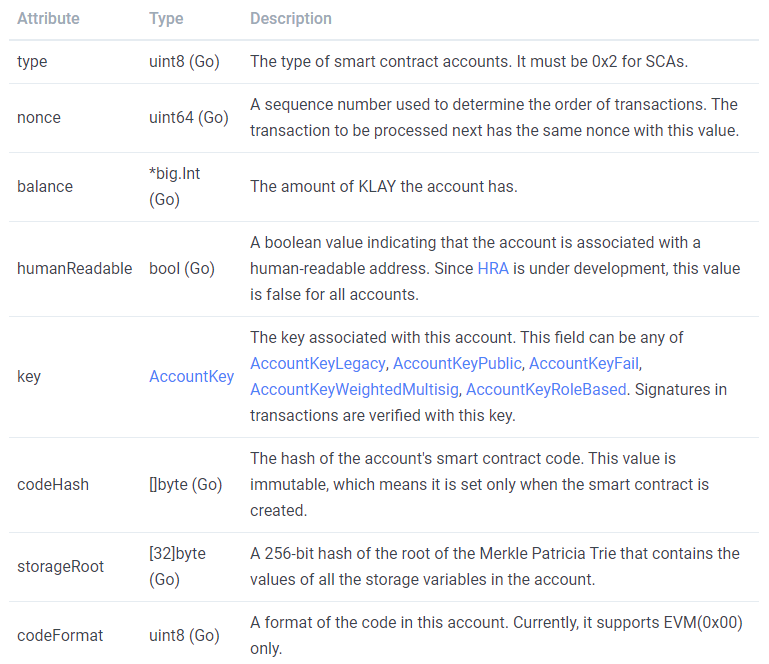 Attribute Type Description
type uint8 (Go) The type of smart contract accounts. It must be 0x2 for SCAs.
nonce uint64 (Go) A sequence number used to determine the order of transactions. The
transaction to be processed next has the same nonce with this value.
balance *big.Int
(Go) The amount of KLAY the account has.
humanReadable bool (Go) A boolean value indicating that the account is associated with a
human-readable address. Since HRA is under development, this value
is false for all accounts.
key AccountKey The key associated with this account. This field can be any of
AccountKeyLegacy, AccountKeyPublic, AccountKeyFail,
AccountKeyWeightedMultisig, AccountKeyRoleBased. Signatures in
transactions are verified with this key.
codeHash []byte (Go) The hash of the account's smart contract code. This value is
immutable, which means it is set only when the smart contract is
created.
storageRoot [32]byte
(Go) A 256-bit hash of the root of the Merkle Patricia Trie that contains the
values of all the storage variables in the account.
codeFormat uint8 (Go) A format of the code in this account. Currently, it supports EVM(0x00)
only.